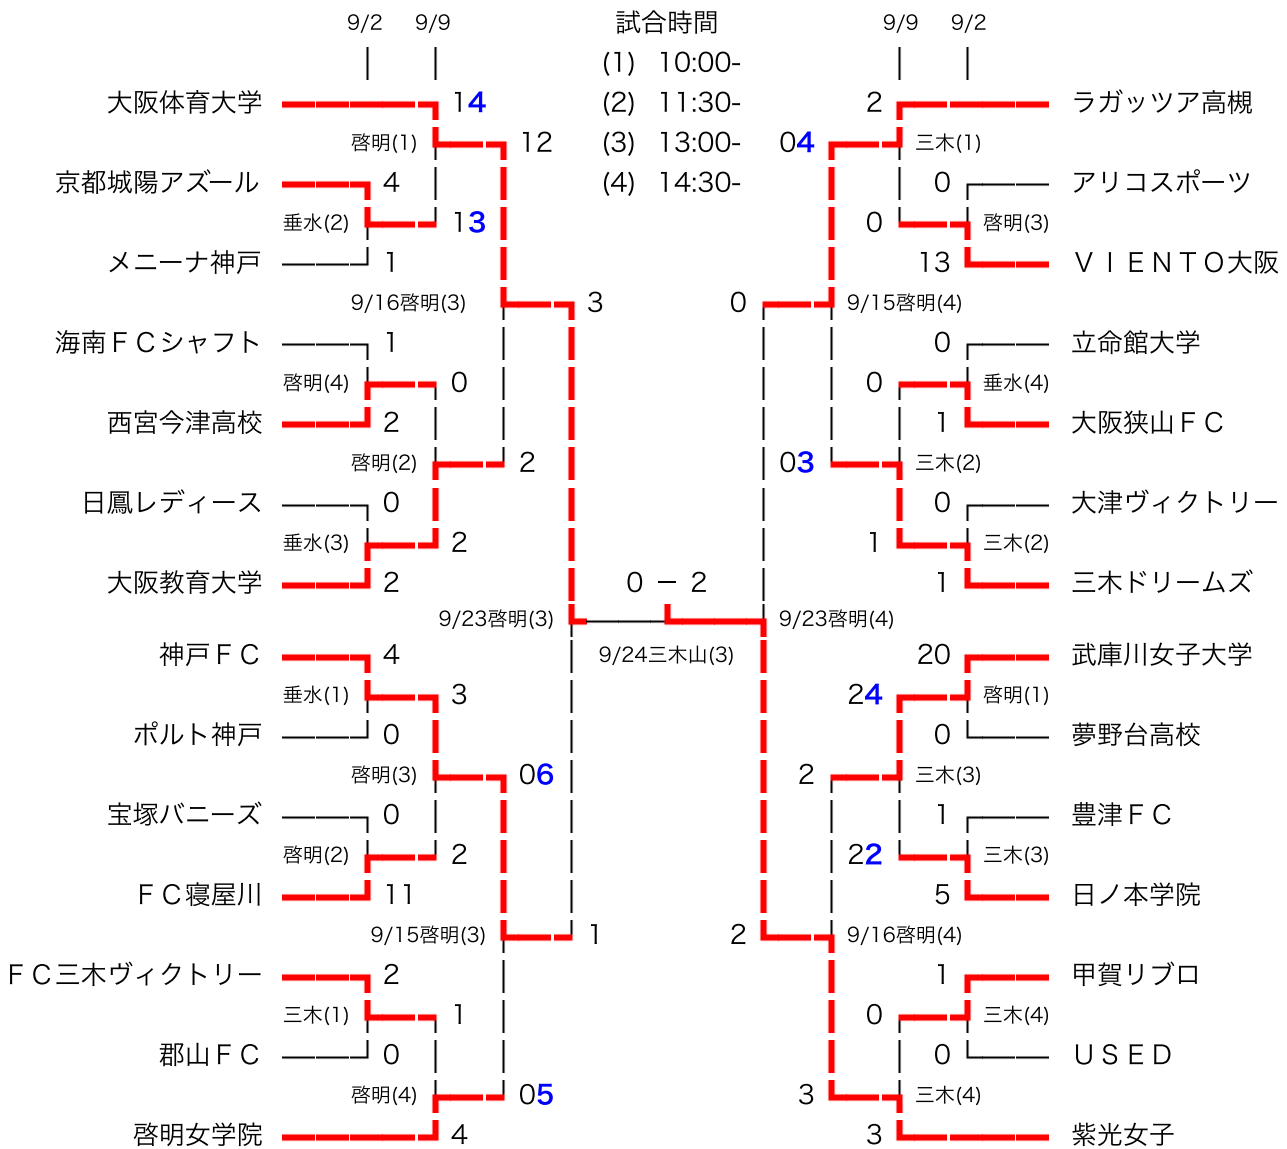 9/2 9/9 試合時間 9/9 9/2
(1) 10:00-
(2) 11:30-
(3) 13:00-
(4) 14:30-
大阪体育大学 14
啓明(1) 12
京都城陽アズール 4
垂水(2) 13
メニーナ神戸 1
9/16啓明(3) 3
海南ＦＣシャフト 1
啓明(4) 0
西宮今津高校 2
啓明(2) 2
日鳳レディース 0
垂水(3) 2
大阪教育大学 2
9/23啓明(3)
神戸ＦＣ 4
垂水(1) 3
ポルト神戸 0
啓明(3) 06
宝塚バニーズ 0
啓明(2) 2
ＦＣ寝屋川 11
9/15啓明(3) 1
ＦＣ三木ヴィクトリー 2
三木(1) 1
郡山ＦＣ 0
啓明(4) 05
啓明女学院 4
0 － 2
9/24三木山(3)
2 ラガッツァ高槻
04 三木(1)
0 アリコスポーツ
0 啓明(3)
13 ＶＩＥＮＴＯ大阪
0 9/15啓明(4)
0 立命館大学
0 垂水(4)
1 大阪狭山ＦＣ
03 三木(2)
0 大津ヴィクトリー
1 三木(2)
1 三木ドリームズ
9/23啓明(4)
20 武庫川女子大学
24 啓明(1)
0 夢野台高校
2 三木(3)
1 豊津ＦＣ
22 三木(3)
5 日ノ本学院
2 9/16啓明(4)
1 甲賀リブロ
0 三木(4)
0 ＵＳＥＤ
3 三木(4)
3 紫光女子